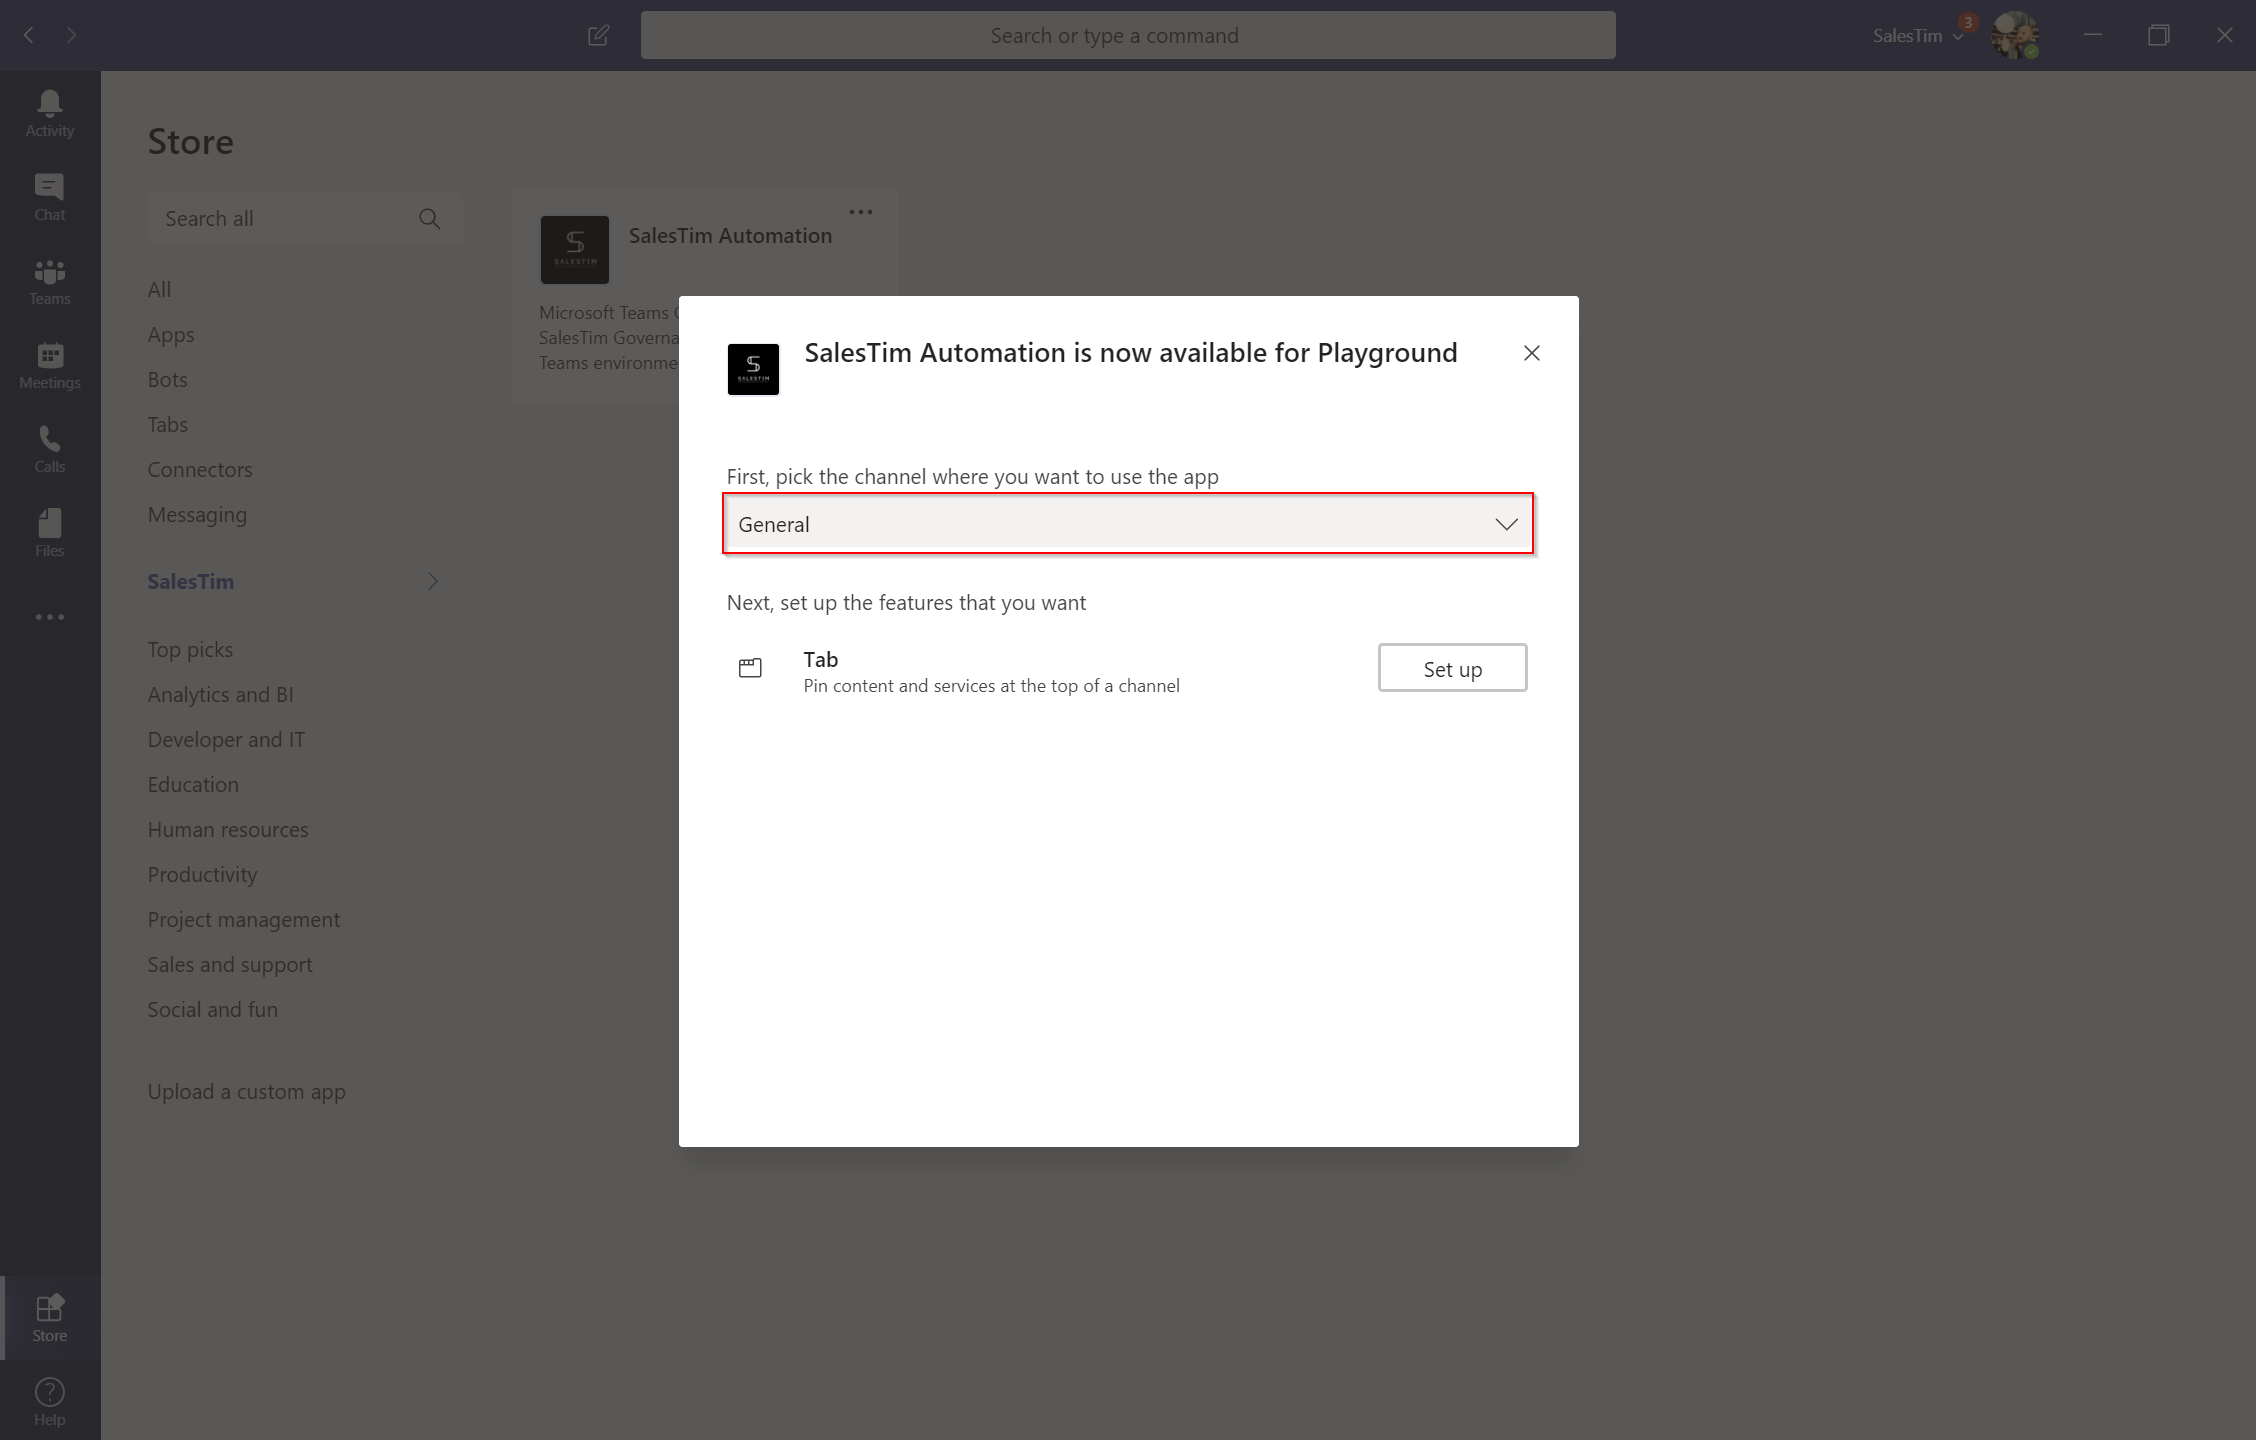 Search or type a command
SalesTim
3
Activity
Chat
Teams
Meetings
Calls
Files
Store
Help
Store
Search all
All
Apps
Bots
Tabs
Connectors
Messaging
SalesTim
Top picks
Analytics and BI
Developer and IT
Education
Human resources
Productivity
Project management
Sales and support
Social and fun
Upload a custom app
SALESTIM
SalesTim Automation
Microsoft Teams
SalesTim Governa
Teams environme
SALESTIM
SalesTim Automation is now available for Playground
First, pick the channel where you want to use the app
General
Next, set up the features that you want
Tab
Pin content and services at the top of a channel
Set up